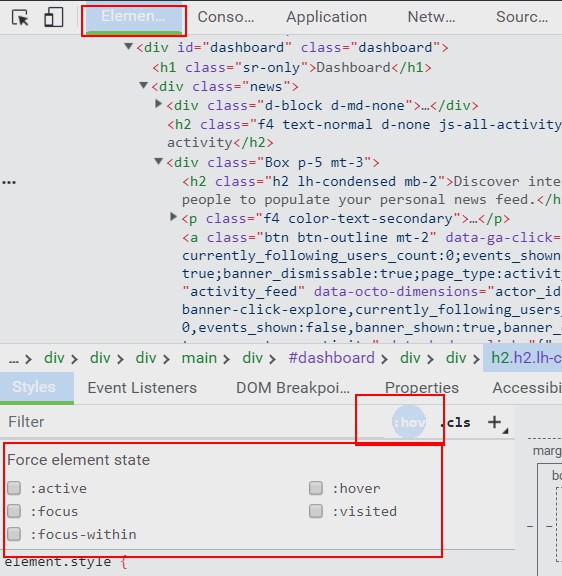 Elemen… Conso… Application Netw… Sourc…
<div id="dashboard" class="dashboard">
<h1 class="sr-only">Dashboard</h1>
<div class="news">
<div class="d-block d-md-none">…</div>
<h2 class="f4 text-normal d-none js-all-activity
activity</h2>
<div class="Box p-5 mt-3">
...
<h2 class="h2 lh-condensed mb-2">Discover inte
people to populate your personal news feed.</h
<p class="f4 color-text-secondary">…</p>
<a class="btn btn-outline mt-2" data-ga-click=
currently_following_users_count:0;events_shown
true;banner_dismissable:true;page_type:activit
"activity_feed" data-octo-dimensions="actor_id
banner-click-explore,currently_following_users_
0,events_shown:false,banner_shown:true,banner_
... div div div main div #dashboard div div h2.h2.lh-c
Styles Event Listeners DOM Breakpoi… Properties Accessibi
Filter :hov .cls +
Force element state
:active :hover
:focus :visited
:focus-within
element.style {
marg
bo